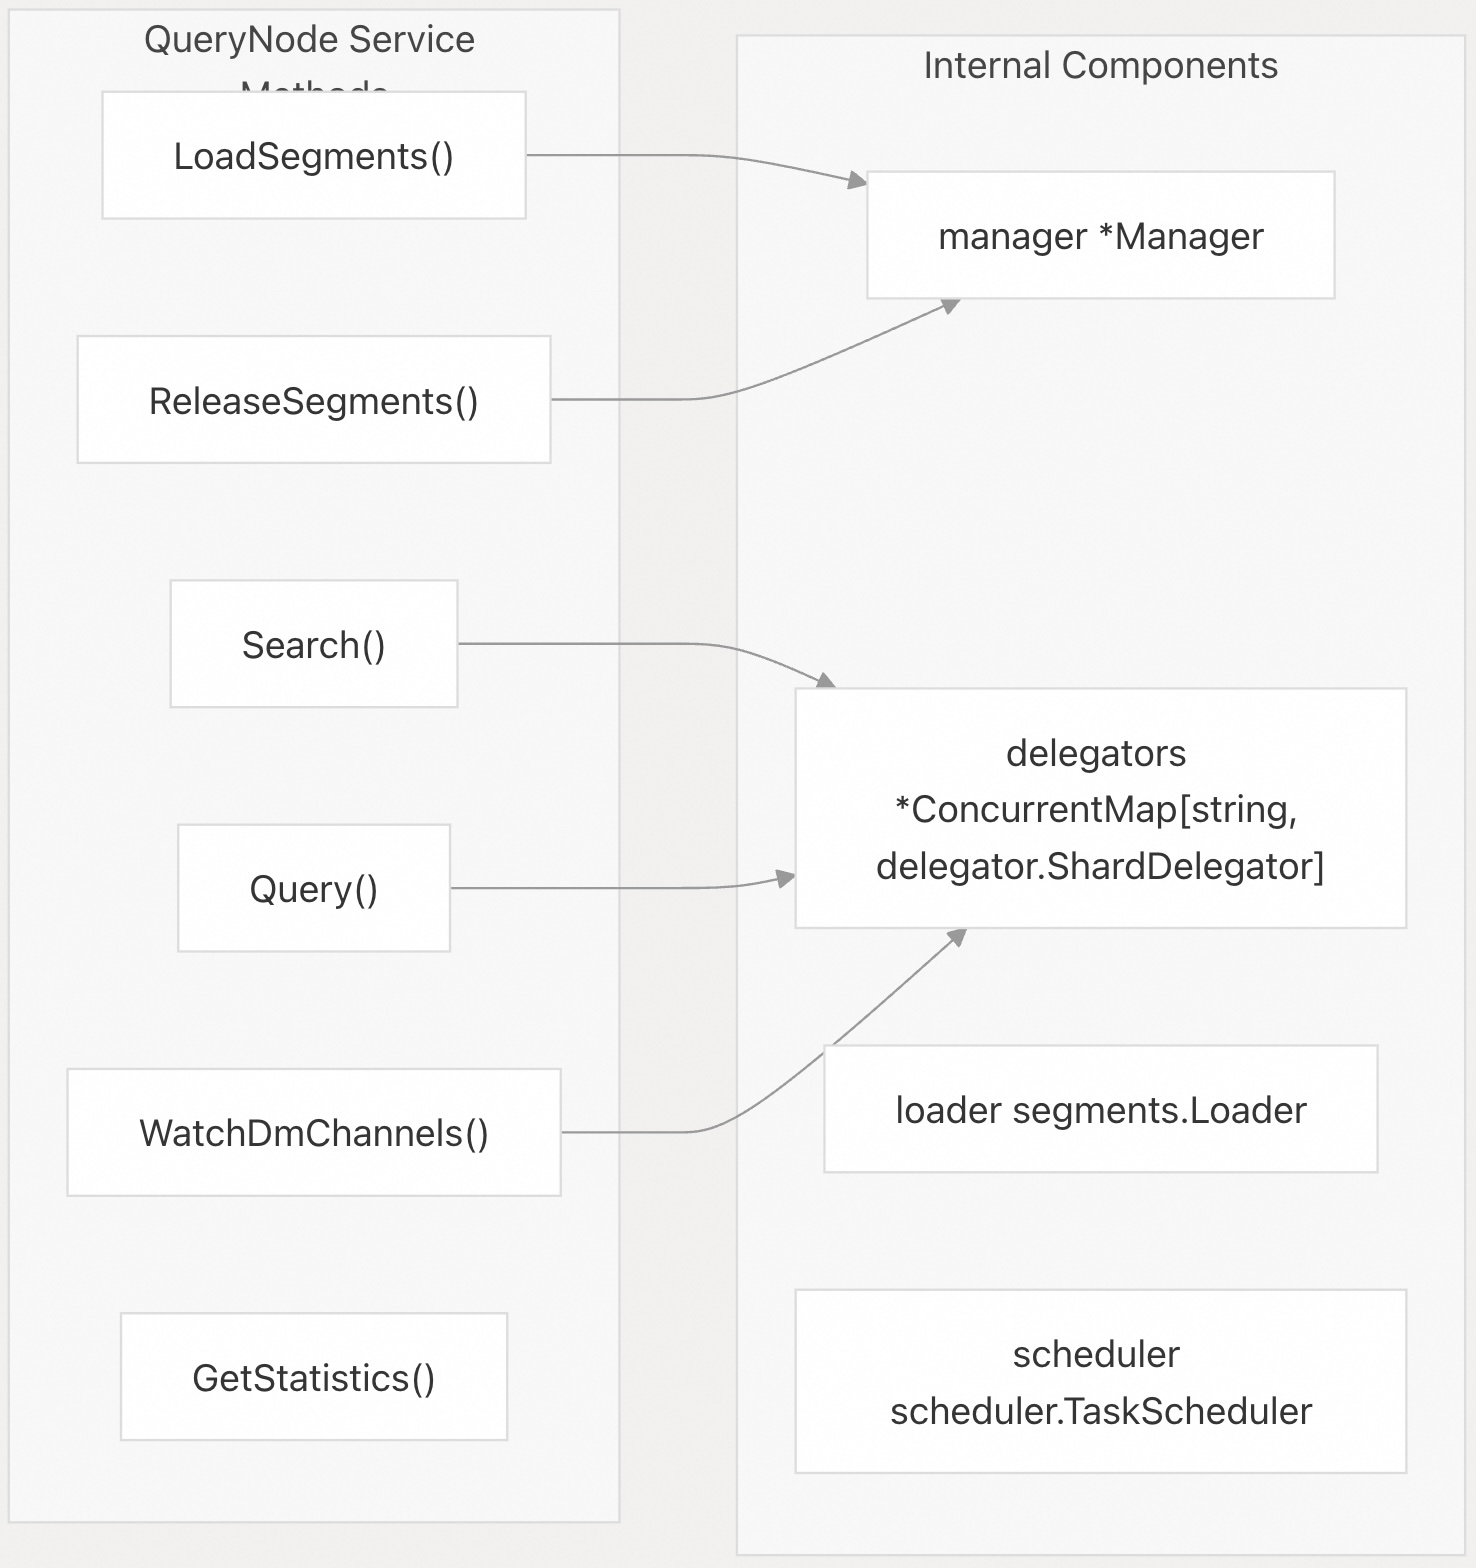 QueryNode Service
Methods
LoadSegments()
ReleaseSegments()
Search()
Query()
WatchDmChannels()
GetStatistics()
Internal Components
manager *Manager
delegators
*ConcurrentMap[string,
delegator.ShardDelegator]
loader segments.Loader
scheduler
scheduler.TaskScheduler